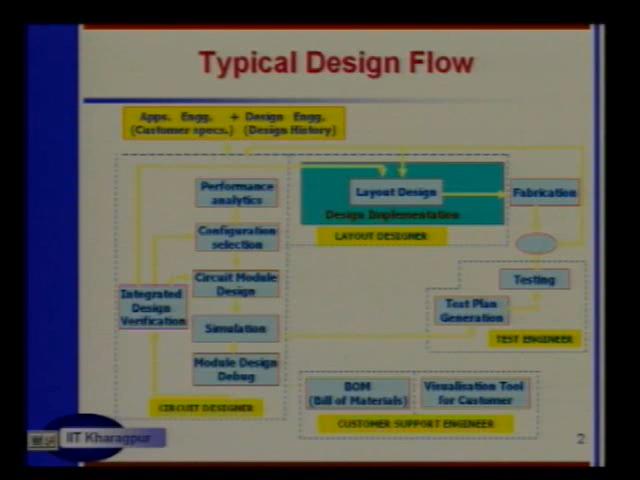 Typical Design Flow
Apps. Engg. + Design Engg.
(Customer specs.) (Design History)
Performance
analytics
Layout Design
Fabrication
Design Implementation
Configuration
selection
LAYOUT DESIGNER
Circuit Module
Design
Testing
Integrated
Design
Verification
Test Plan
Generation
Simulation
TEST ENGINEER
Module Design
Debug
BOM
(Bill of Materials)
Visualisation Tool
for Customer
CIRCUIT DESIGNER
CUSTOMER SUPPORT ENGINEER
IIT Kharagpur
2